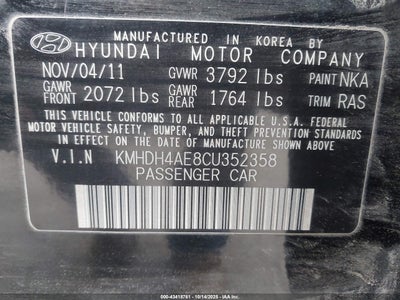 MANUFACTURED IN KOREA BY
HYUNDAI MOTOR COMPANY
NOV/04/11 GVWR 3792 lbs PAINT NKA
GAWR FRONT 2072 lbs GAWR REAR 1764 lbs TRIM RAS
THIS VEHICLE CONFORMS TO ALL APPLICABLE U.S.A. FEDERAL
MOTOR VEHICLE SAFETY, BUMPER, AND THEFT
PREVENTION STANDARDS IN EFFECT ON THE DATE OF
MANUFACTURE SHOWN ABOVE.
V.I.N KMHDH4AE8CU352358
PASSENGER CAR
000-43418761 - 10/14/2025 - IAA Inc.